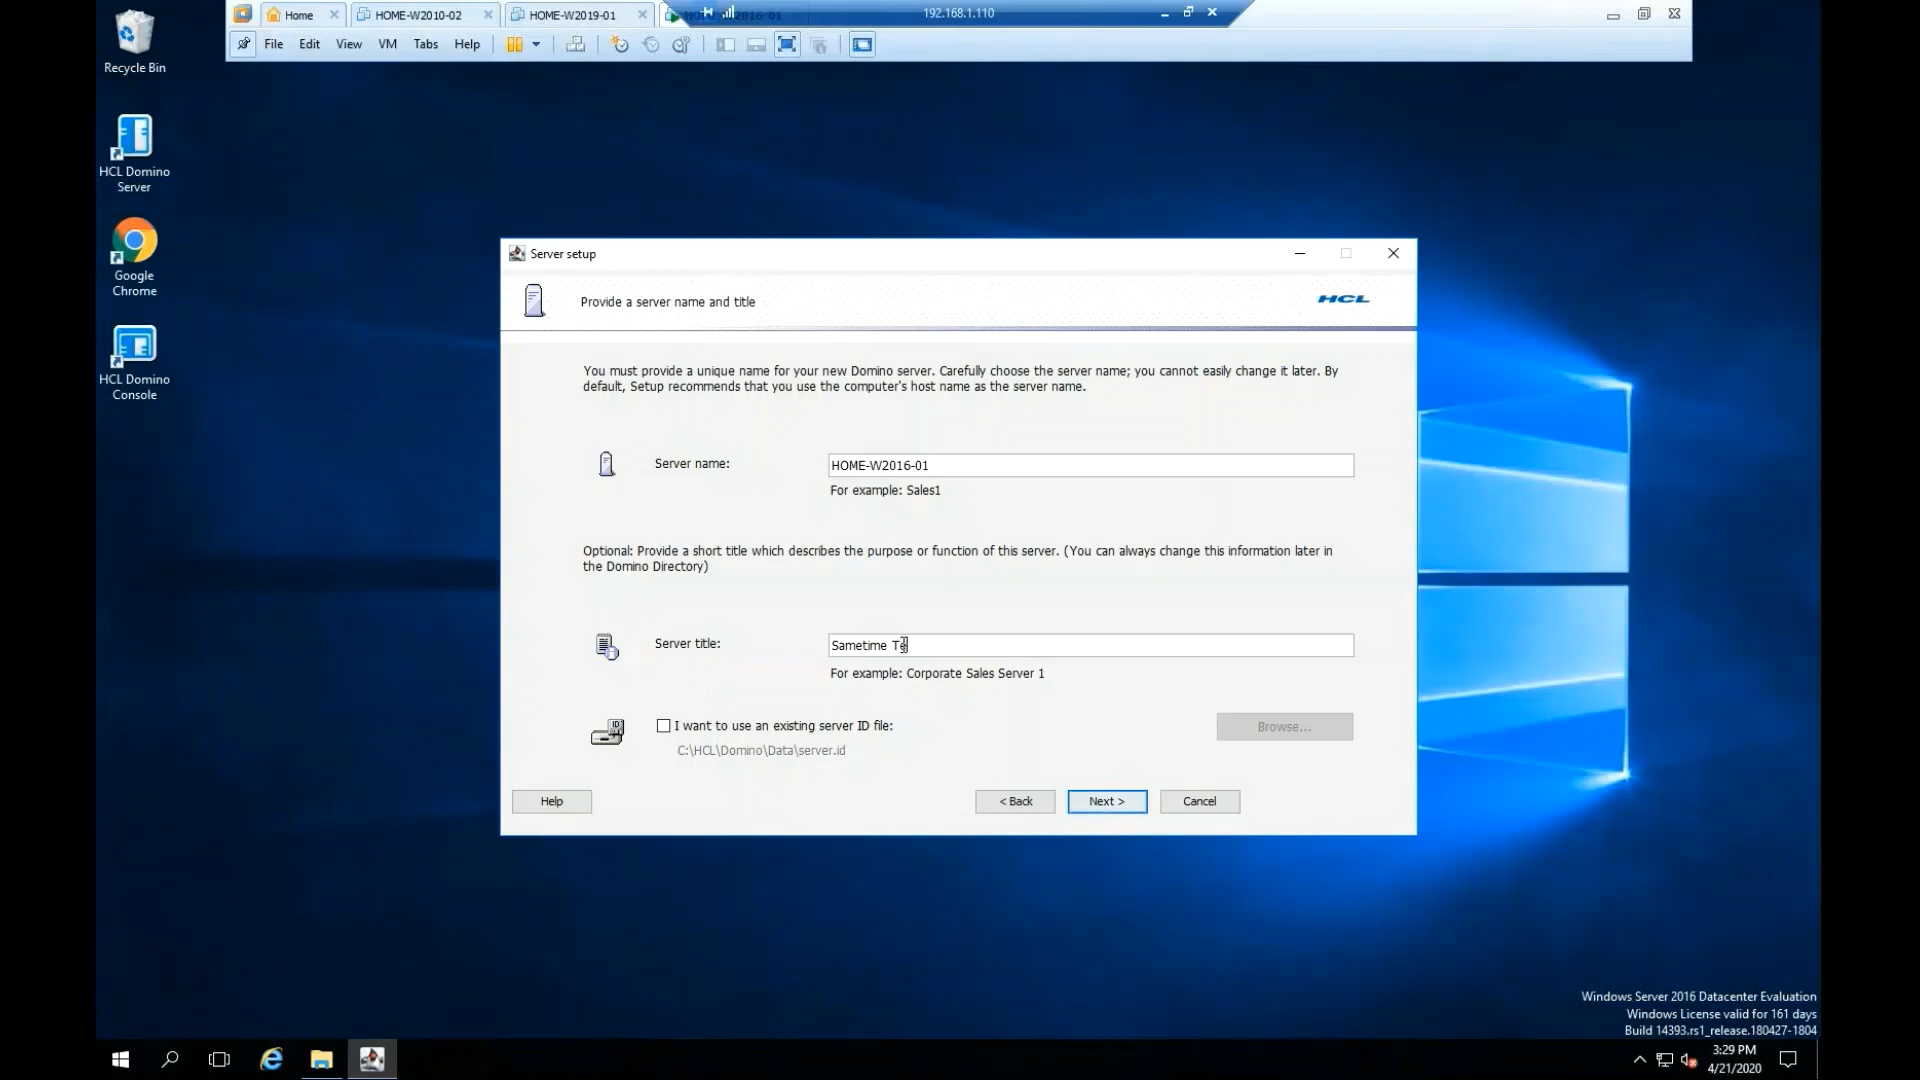 Home
HOME-W2010-02
HOME-W2019-01
192.168.1.110
File
Edit
View
VM
Tabs
Help
Recycle Bin
HCL Domino
Server
Google
Chrome
HCL Domino
Console
Server setup
Provide a server name and title
HCL
You must provide a unique name for your new Domino server. Carefully choose the server name; you cannot easily change it later. By
default, Setup recommends that you use the computer's host name as the server name.
Server name:
HOME-W2016-01
For example: Sales1
Optional: Provide a short title which describes the purpose or function of this server. (You can always change this information later in
the Domino Directory)
Server title:
Sametime Te
For example: Corporate Sales Server 1
I want to use an existing server ID file:
Browse...
C:\HCL\Domino\Data\server.id
Help
< Back
Next >
Cancel
Windows Server 2016 Datacenter Evaluation
Windows License valid for 161 days
Build 14393.rs1_release.180427-1804
3:29 PM
4/21/2020